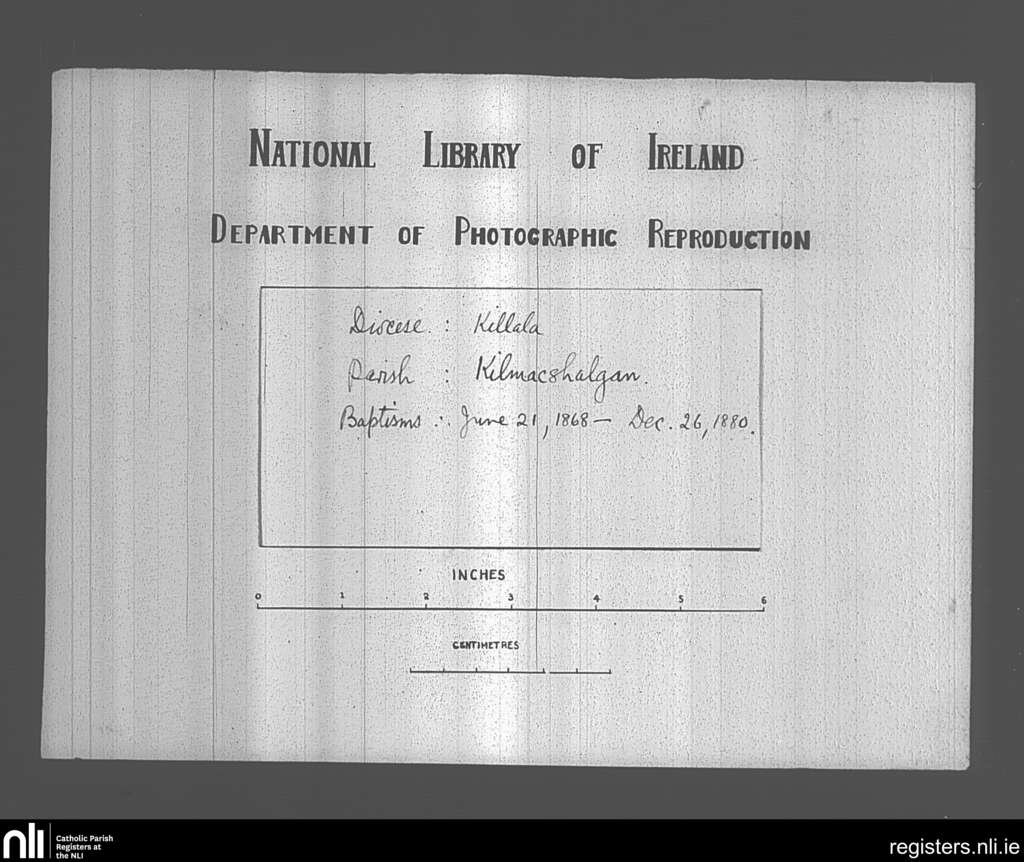 NATIONAL LIBRARY OF IRELAND
DEPARTMENT OF PHOTOGRAPHIC REPRODUCTION
Diocese : Killala
Parish : Kilmacshalgan.
Baptisms : June 21, 1868 – Dec. 26, 1880.
INCHES
0 1 2 3 4 5 6
CENTIMETRES
nli
Catholic Parish
Registers at
the NLI
registers.nli.ie